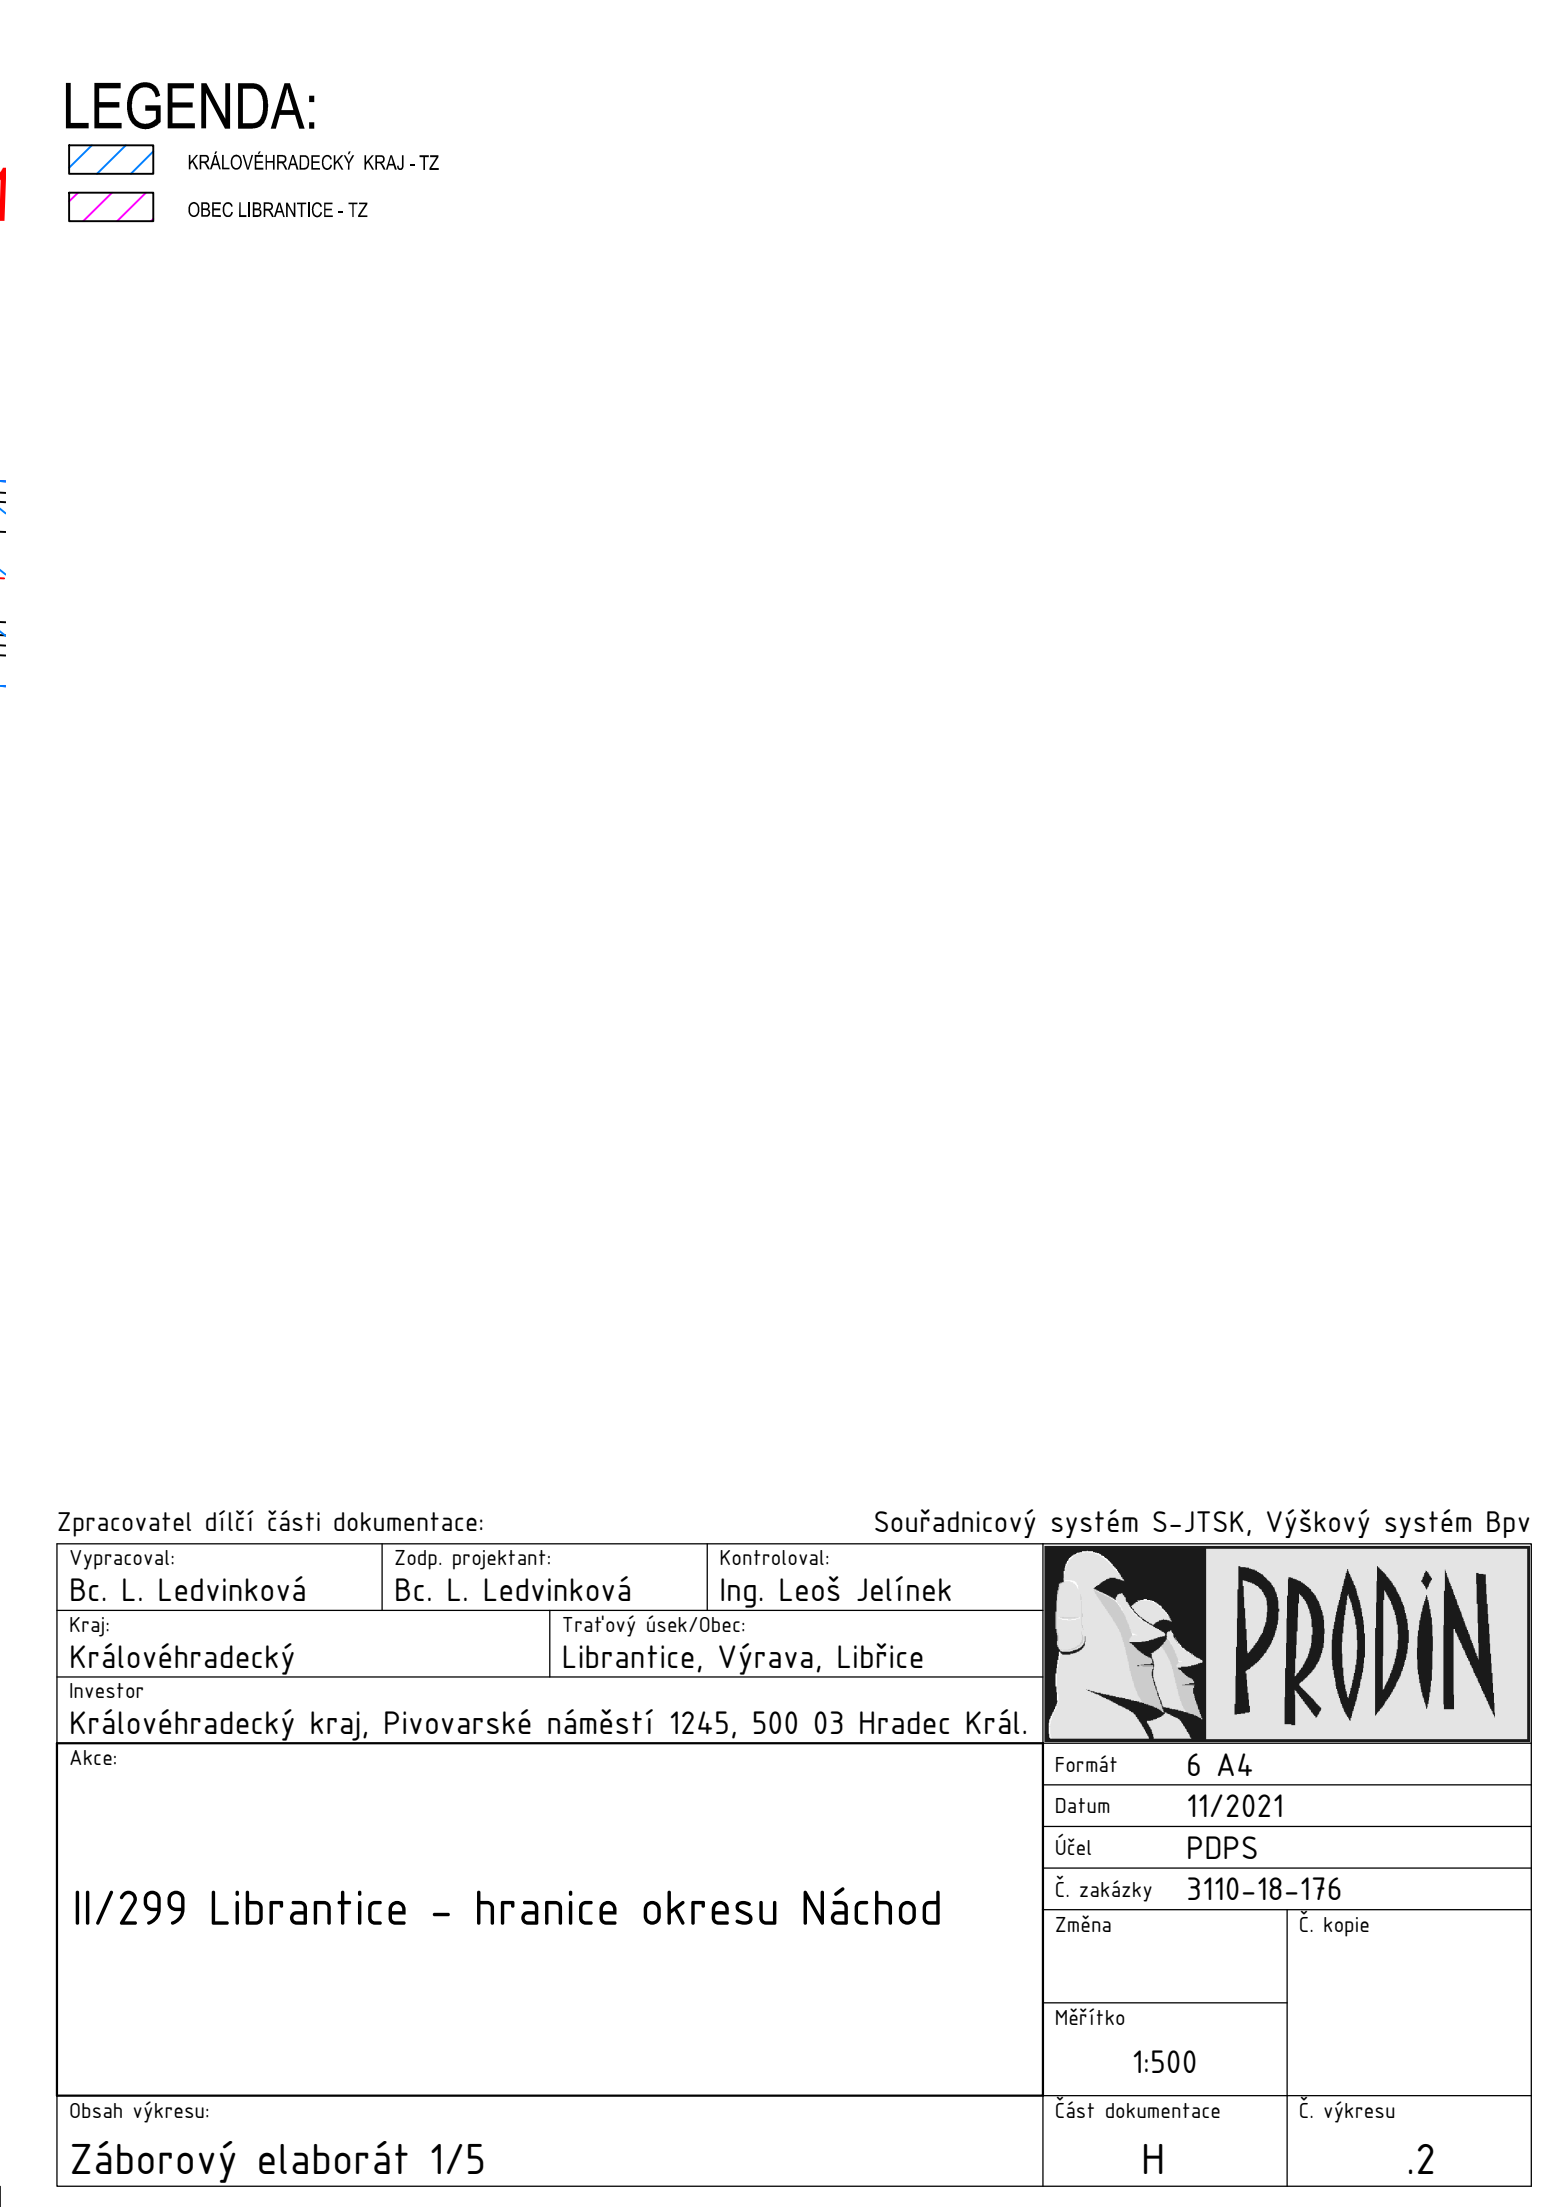 LEGENDA:
KRÁLOVÉHRADECKÝ KRAJ - TZ
OBEC LIBRANTICE - TZ
Zpracovatel dílčí části dokumentace:
Souřadnicový systém S-JTSK, Výškový systém Bpv
Vypracoval:
Bc. L. Ledvinková
Zodp. projektant:
Bc. L. Ledvinková
Kontroloval:
Ing. Leoš Jelínek
PRODiN
Kraj:
Královéhradecký
Traťový úsek/Obec:
Librantice, Výrava, Libřice
Investor
Královéhradecký kraj, Pivovarské náměstí 1245, 500 03 Hradec Král.
Akce:
II/299 Librantice - hranice okresu Náchod
Formát 6 A4
Datum 11/2021
Účel PDPS
Č. zakázky 3110-18-176
Změna
Č. kopie
Měřítko
1:500
Obsah výkresu:
Záborový elaborát 1/5
Část dokumentace
H
Č. výkresu
.2